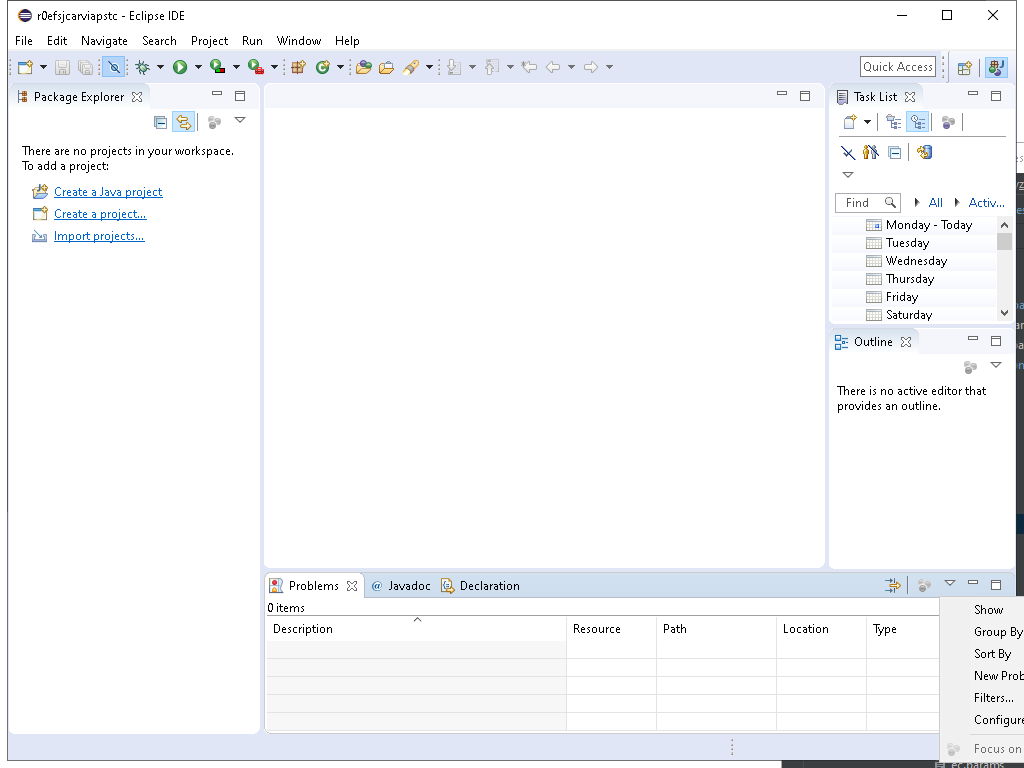 r0efsjcarviapstc - Eclipse IDE
File Edit Navigate Search Project Run Window Help
Quick Access
Package Explorer
There are no projects in your workspace.
To add a project:
Create a Java project
Create a project...
Import projects...
Task List
Find
All
Activ...
Monday - Today
Tuesday
Wednesday
Thursday
Friday
Saturday
Outline
There is no active editor that
provides an outline.
Problems
@ Javadoc
Declaration
0 items
Description Resource Path Location Type
Show
Group By
Sort By
New Prob
Filters...
Configure
Focus on
ec.params